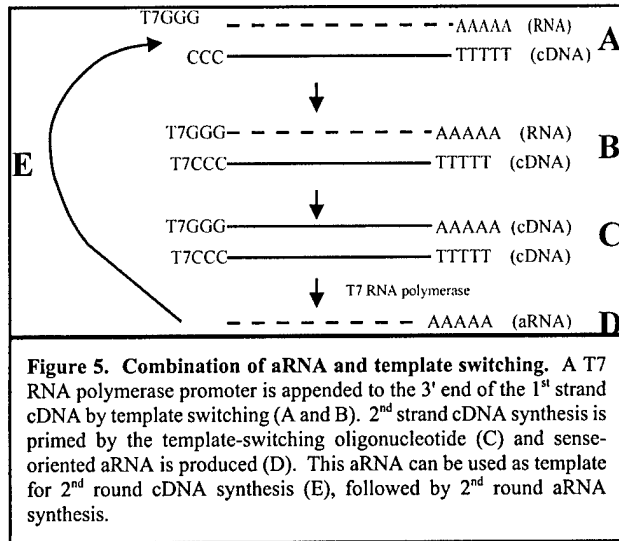 T7GGG
AAAAA (RNA) A
CCC TTTTT (cDNA)
T7GGG AAAAA (RNA)
B
T7CCC TTTTT (cDNA)
E
T7GGG AAAAA (cDNA)
C
T7CCC TTTTT (cDNA)
T7 RNA polymerase
AAAAA (aRNA) D
Figure 5. Combination of aRNA and template switching. A T7
RNA polymerase promoter is appended to the 3' end of the 1st strand
cDNA by template switching (A and B). 2nd strand cDNA synthesis is
primed by the template-switching oligonucleotide (C) and sense-
oriented aRNA is produced (D). This aRNA can be used as template
for 2nd round cDNA synthesis (E), followed by 2nd round aRNA
synthesis.